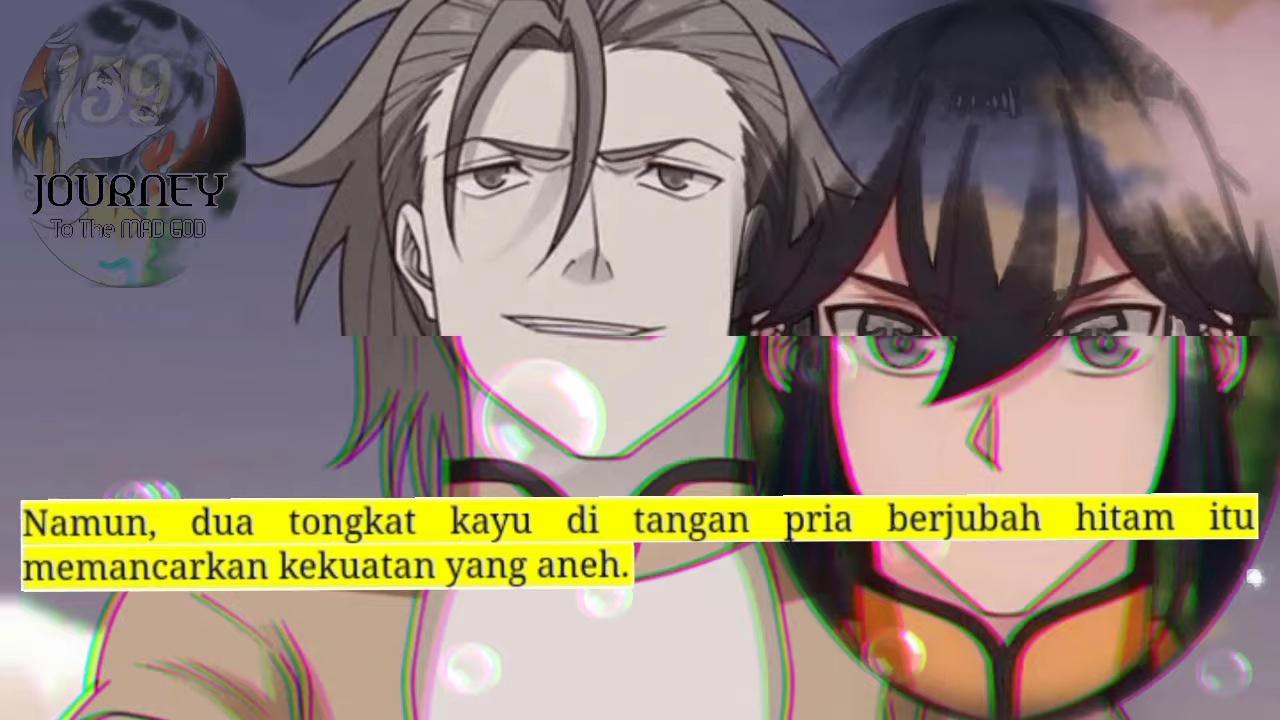 159
JOURNEY
To The MAD GOD
Namun, dua tongkat kayu di tangan pria berjubah hitam itu
memancarkan kekuatan yang aneh.